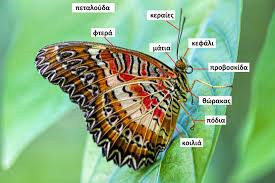 πεταλούδα
κεραίες
φτερά
μάτια
κεφάλι
προβοσκίδα
θώρακας
πόδια
κοιλιά